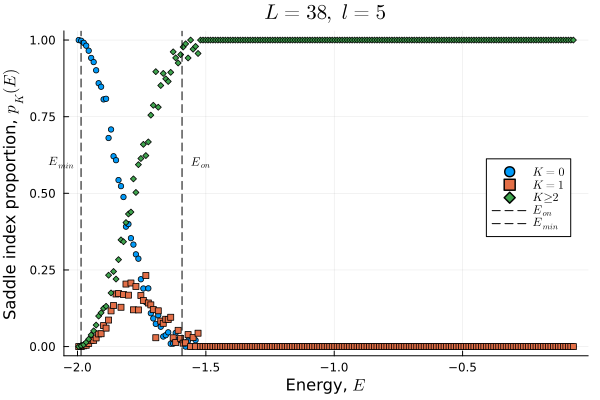 L = 38, l = 5
Saddle index proportion, p_K(E)
1.00
0.75
0.50
0.25
0.00
E_min
E_on
K = 0
K = 1
K ≥ 2
E_on
E_min
−2.0 −1.5 −1.0 −0.5
Energy, E